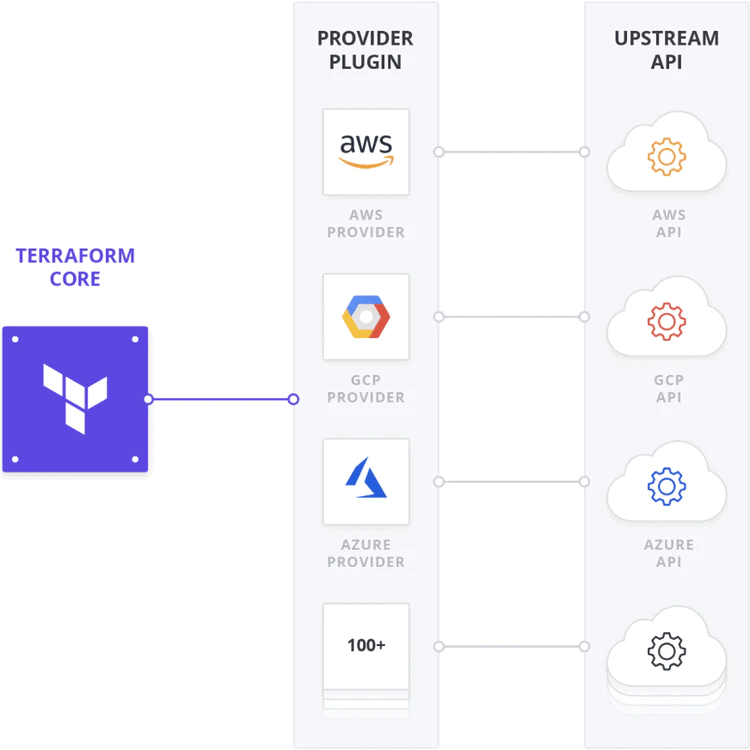 PROVIDER
PLUGIN
UPSTREAM
API
aws
AWS
PROVIDER
AWS
API
TERRAFORM
CORE
GCP
PROVIDER
GCP
API
AZURE
PROVIDER
AZURE
API
100+